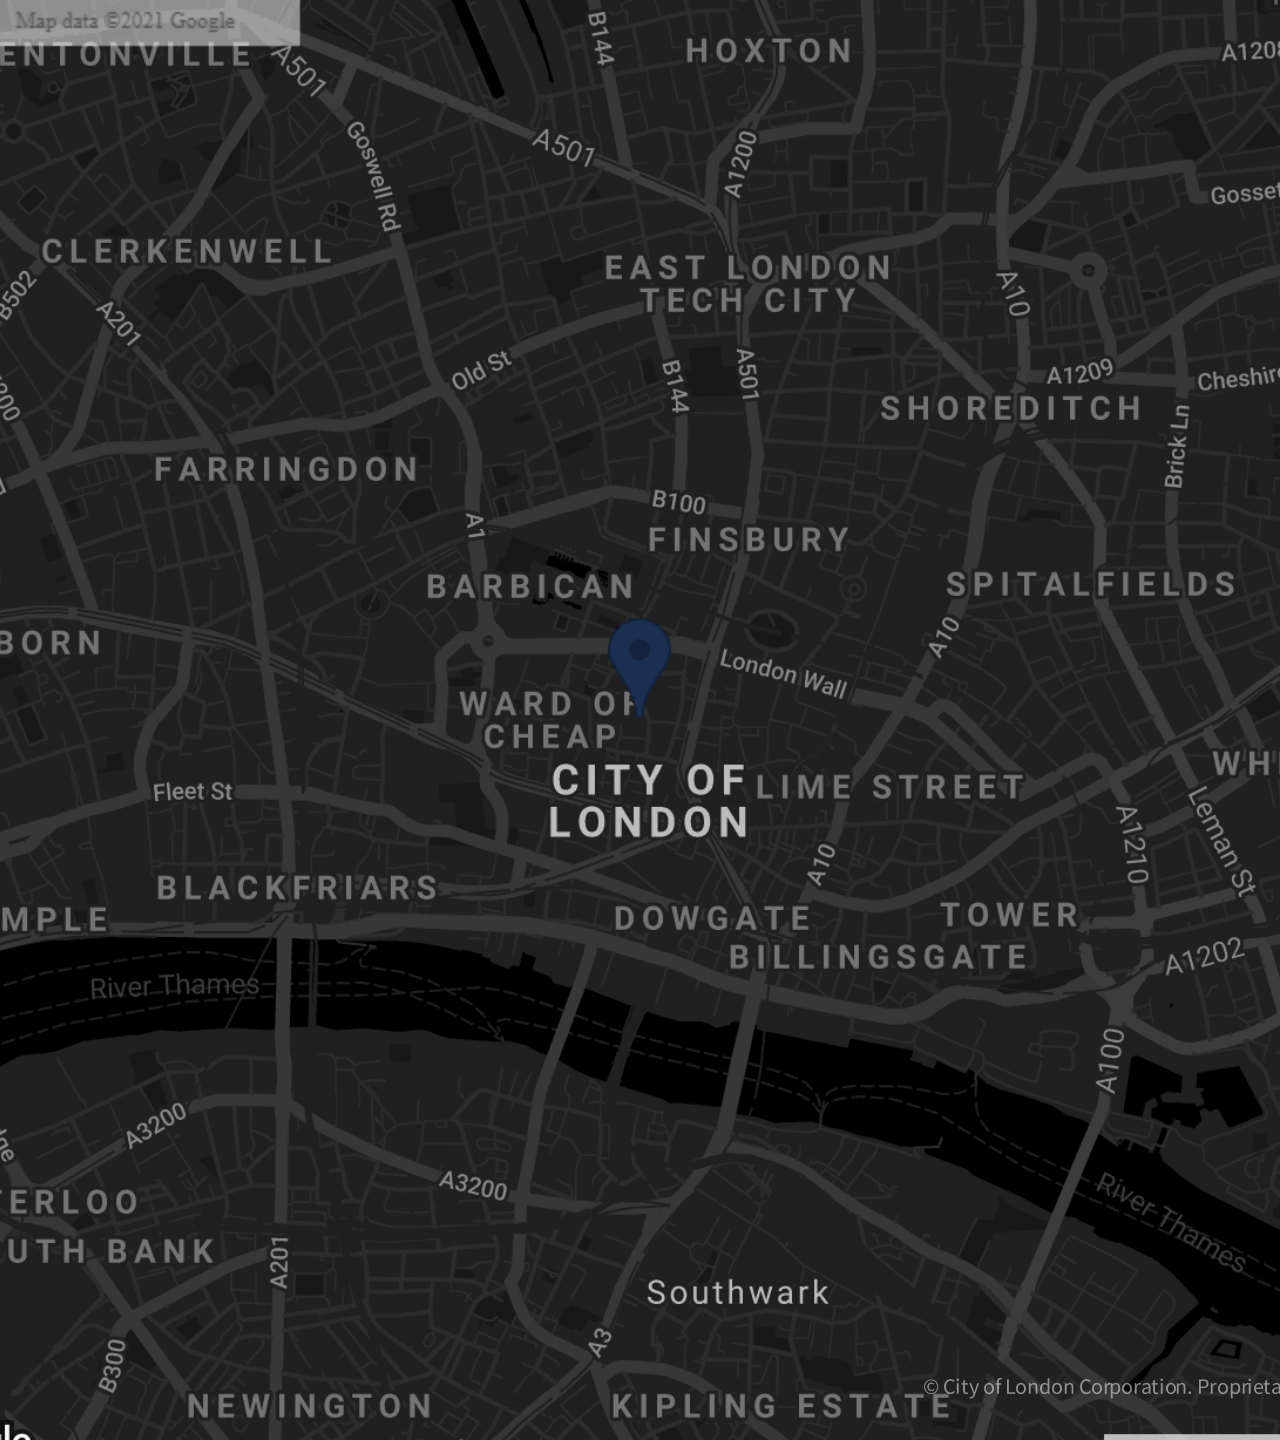 Map data ©2021 Google
ENTONVILLE
A501
B144
HOXTON
A1208
A501
A1200
Goswell Rd
Gosset
CLERKENWELL
EAST LONDON
TECH CITY
B502
A201
A10
Old St
B144
A501
A1209
Cheshire
SHOREDITCH
FARRINGDON
Brick Ln
B100
A1
FINSBURY
BARBICAN
SPITALFIELDS
BORN
A10
London Wall
WARD OF
CHEAP
CITY OF
LONDON
LIME STREET
WHI
Fleet St
Leman St
A1210
A10
BLACKFRIARS
MPLE
DOWGATE
TOWER
BILLINGSGATE
A1202
River Thames
A100
A3200
A3200
River Thames
ERLOO
UTH BANK
A201
Southwark
A3
B300
© City of London Corporation. Proprieta
NEWINGTON
KIPLING ESTATE